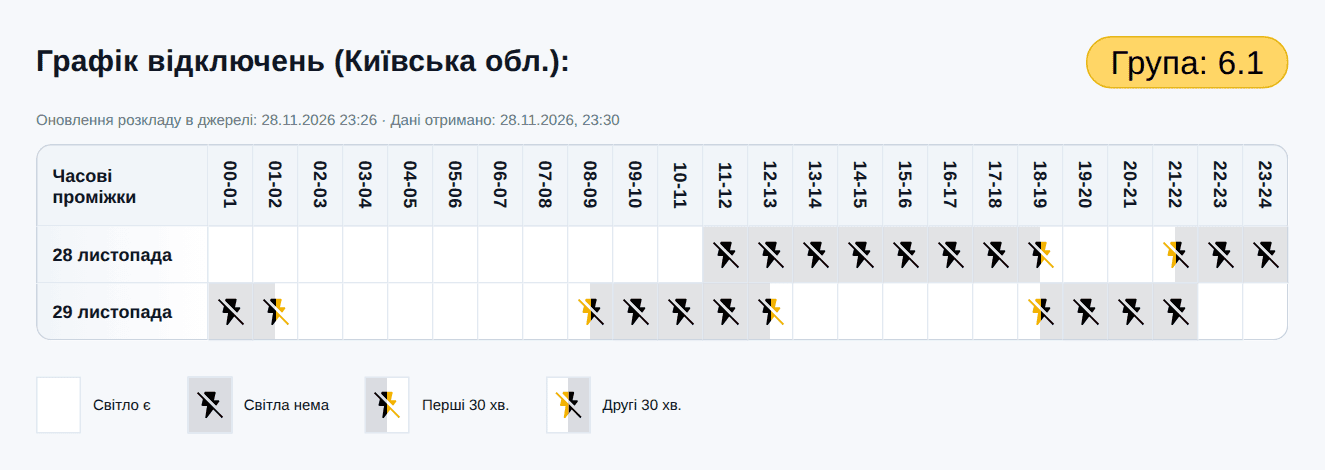 Графік відключень (Київська обл.):
Група: 6.1
Оновлення розкладу в джерелі: 28.11.2026 23:26 · Дані отримано: 28.11.2026, 23:30
Часові
проміжки
00-01
01-02
02-03
03-04
04-05
05-06
06-07
07-08
08-09
09-10
10-11
11-12
12-13
13-14
14-15
15-16
16-17
17-18
18-19
19-20
20-21
21-22
22-23
23-24
28 листопада
29 листопада
Світло є
Світла нема
Перші 30 хв.
Другі 30 хв.